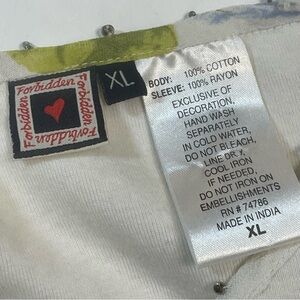 Forbidden
Forbidden
Forbidden
Forbidden
XL
BODY: 100% COTTON
SLEEVE: 100% RAYON
EXCLUSIVE OF
DECORATION,
HAND WASH
SEPARATELY
IN COLD WATER,
DO NOT BLEACH,
LINE DRY,
COOL IRON
IF NEEDED,
DO NOT IRON ON
EMBELLISHMENTS
RN # 74786
MADE IN INDIA
XL